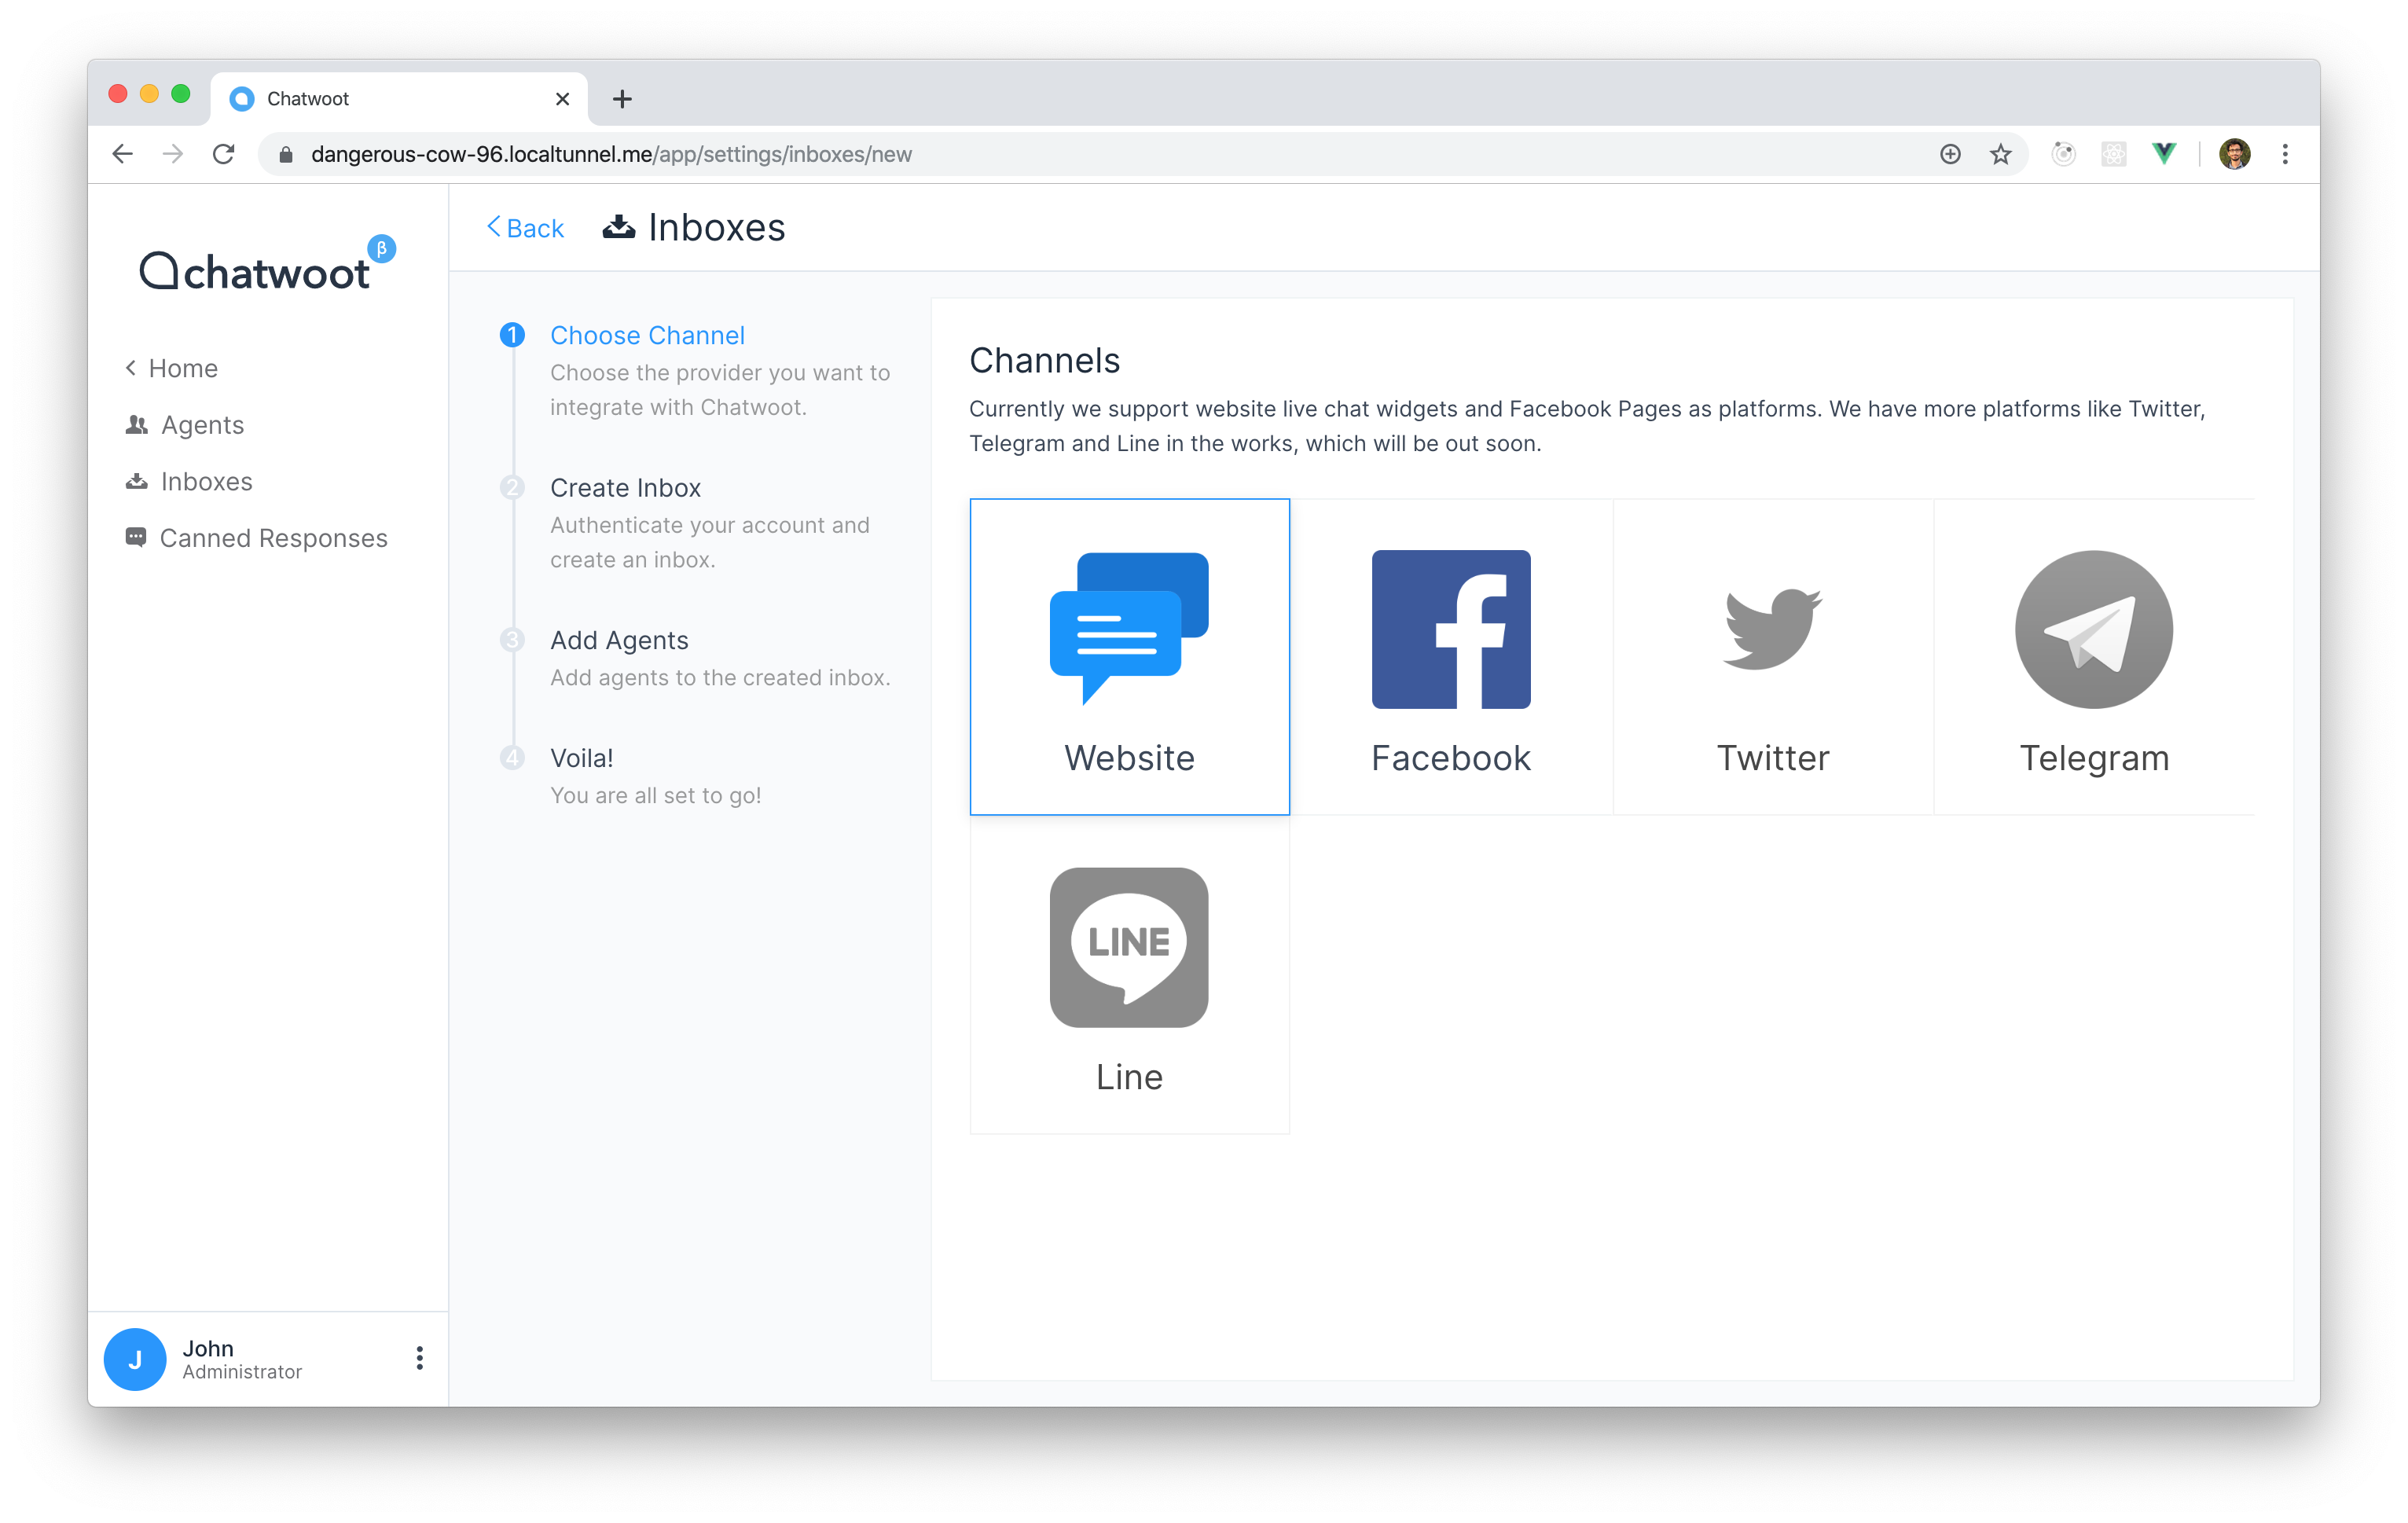 Chatwoot
dangerous-cow-96.localtunnel.me/app/settings/inboxes/new
chatwoot
β
Home
Agents
Inboxes
Canned Responses
J
John
Administrator
Back
Inboxes
1
Choose Channel
Choose the provider you want to
integrate with Chatwoot.
2
Create Inbox
Authenticate your account and
create an inbox.
3
Add Agents
Add agents to the created inbox.
4
Voila!
You are all set to go!
Channels
Currently we support website live chat widgets and Facebook Pages as platforms. We have more platforms like Twitter,
Telegram and Line in the works, which will be out soon.
Website
Facebook
Twitter
Telegram
LINE
Line